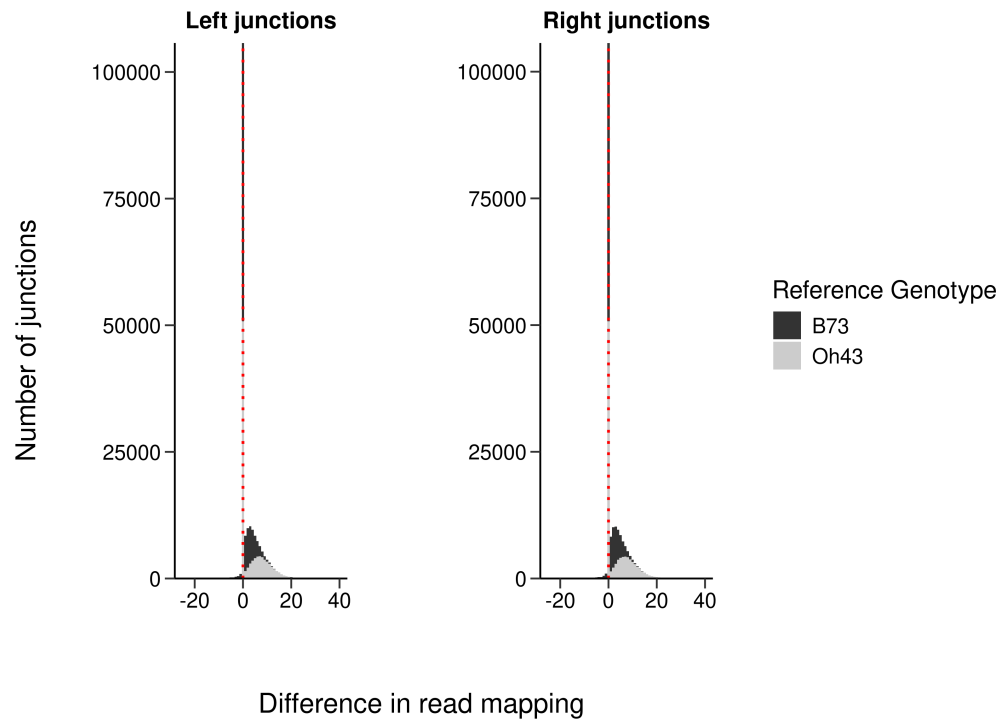 Left junctions
Right junctions
Number of junctions
100000
75000
50000
25000
0
-20 0 20 40
100000
75000
50000
25000
0
-20 0 20 40
Reference Genotype
B73
Oh43
Difference in read mapping